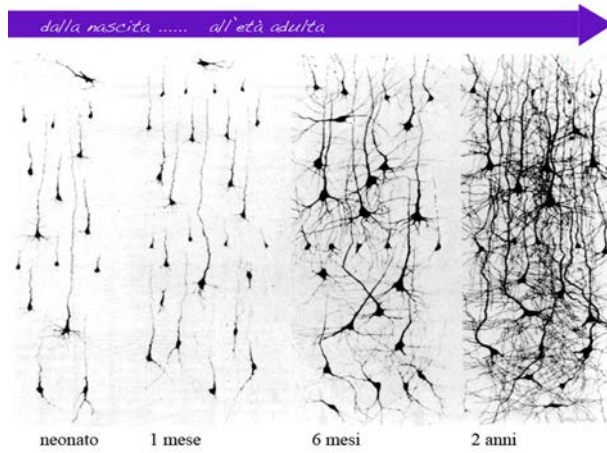 dalla nascita ...... all'età adulta
neonato 1 mese 6 mesi 2 anni